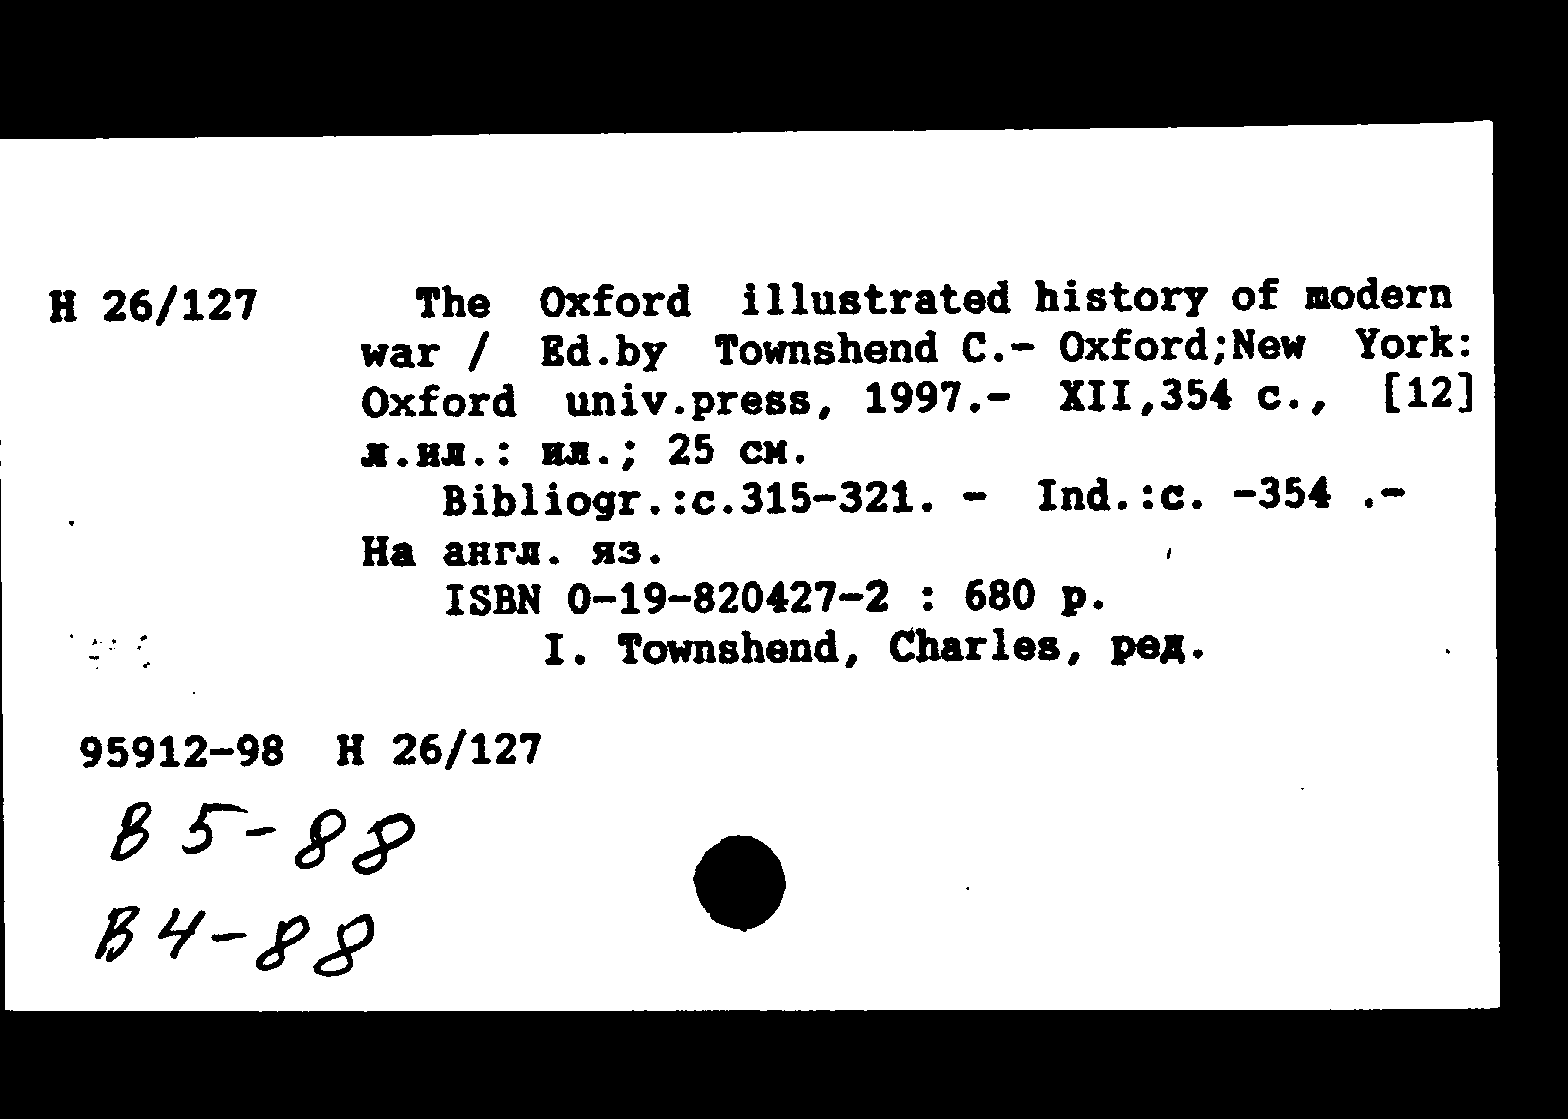 Н 26/127 The Oxford illustrated history of modern
war / Ed.by Townshend C.- Oxford;New York:
Oxford univ.press, 1997.- XII,354 с., [12]
л.ил.: ил.; 25 см.
Bibliogr.:с.315-321. - Ind.:с. -354 .-
На англ. яз.
ISBN 0-19-820427-2 : 680 р.
I. Townshend, Charles, ред.
95912-98 Н 26/127
В 5-88
В 4-88